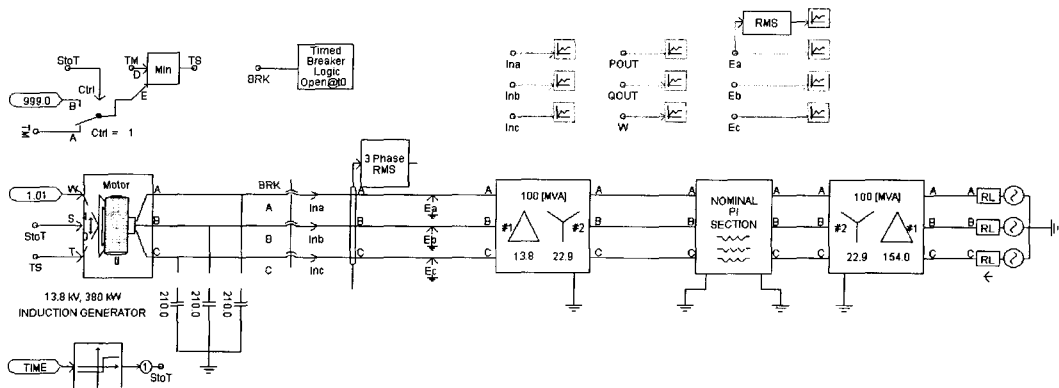 StoT
TM
D
Min
TS
Ctrl
E
999.0
B
TM
A
Ctrl = 1
BRK
Timed
Breaker
Logic
Open@t0
Ina
Inb
Inc
POUT
QOUT
W
RMS
Ea
Eb
Ec
1.01
W
StoT
S
TS
T
Motor
A
B
C
BRK
A
B
C
Ina
Inb
Inc
3 Phase
RMS
A
B
C
Ea
Eb
Ec
A
B
C
100 [MVA]
#1
#2
13.8
22.9
A
B
C
A
B
C
NOMINAL
PI
SECTION
A
B
C
A
B
C
100 [MVA]
#2
#1
22.9
154.0
A
B
C
A
B
C
RL
RL
RL
13.8 kV, 380 kW
INDUCTION GENERATOR
210.0
210.0
210.0
TIME
1
StoT